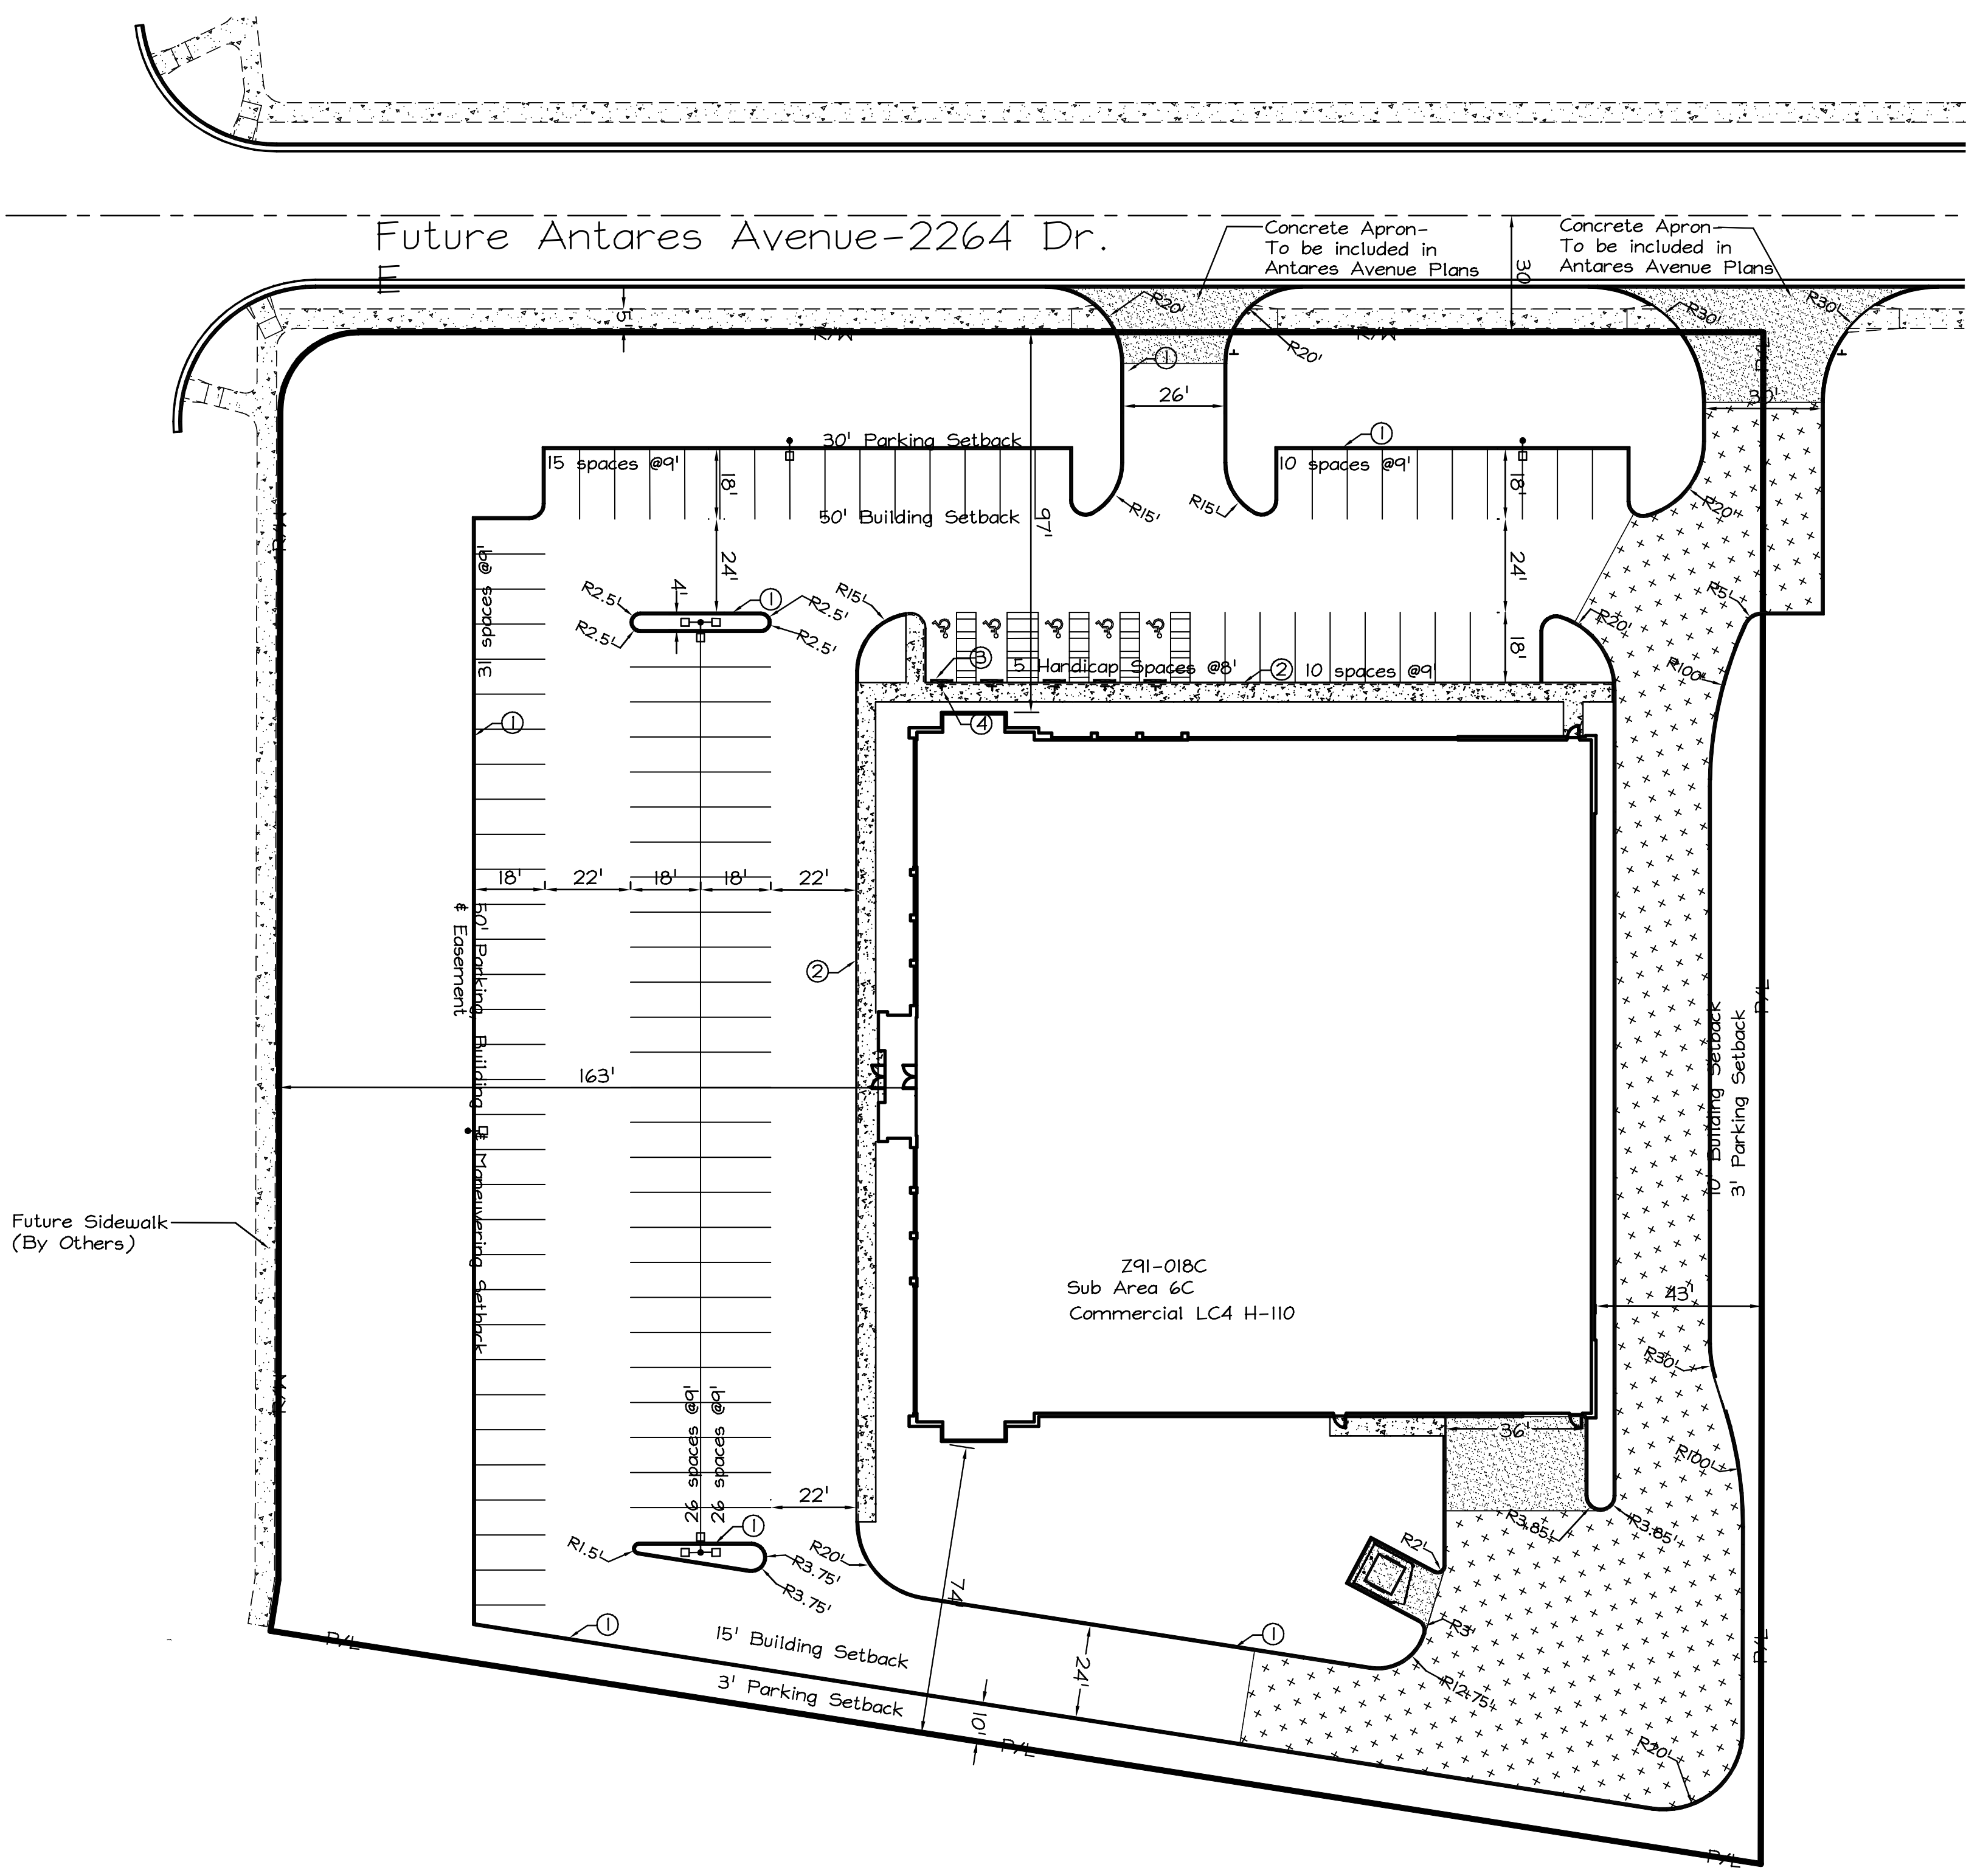 Future Antares Avenue-2264 Dr.
E
Concrete Apron-
To be included in
Antares Avenue Plans
Concrete Apron
To be included in
Antares Avenue Plans
30'
5'
R/W
R/W
R20'
R20'
R30'
R30'
P/L
1
26'
30'
30' Parking Setback
1
15 spaces @9'
18'
10 spaces @9'
18'
50' Building Setback
97'
R15'
R15'
R20'
R/W
31 spaces @9'
24'
24'
R2.5'
R2.5'
4'
1
R2.5'
R2.5'
R15'
R20'
R5'
R100'
18'
3
5 Handicap Spaces @8'
2
10 spaces @9'
1
4
18'
22'
18'
18'
22'
50' Parking, Building & Maneuvering Setback
& Easement
2
163'
P/L
10' Building Setback
3' Parking Setback
Future Sidewalk
(By Others)
Z91-018C
Sub Area 6C
Commercial LC4 H-110
43'
R30'
R/W
26 spaces @9'
26 spaces @9'
36'
R100'
22'
R1.5'
1
R3.75'
R3.75'
R20'
R3.85'
R3.85'
R2'
74'
R3'
1
15' Building Setback
1
P/L
24'
P/L
3' Parking Setback
R12.75'
10'
P/L
R20'
P/L